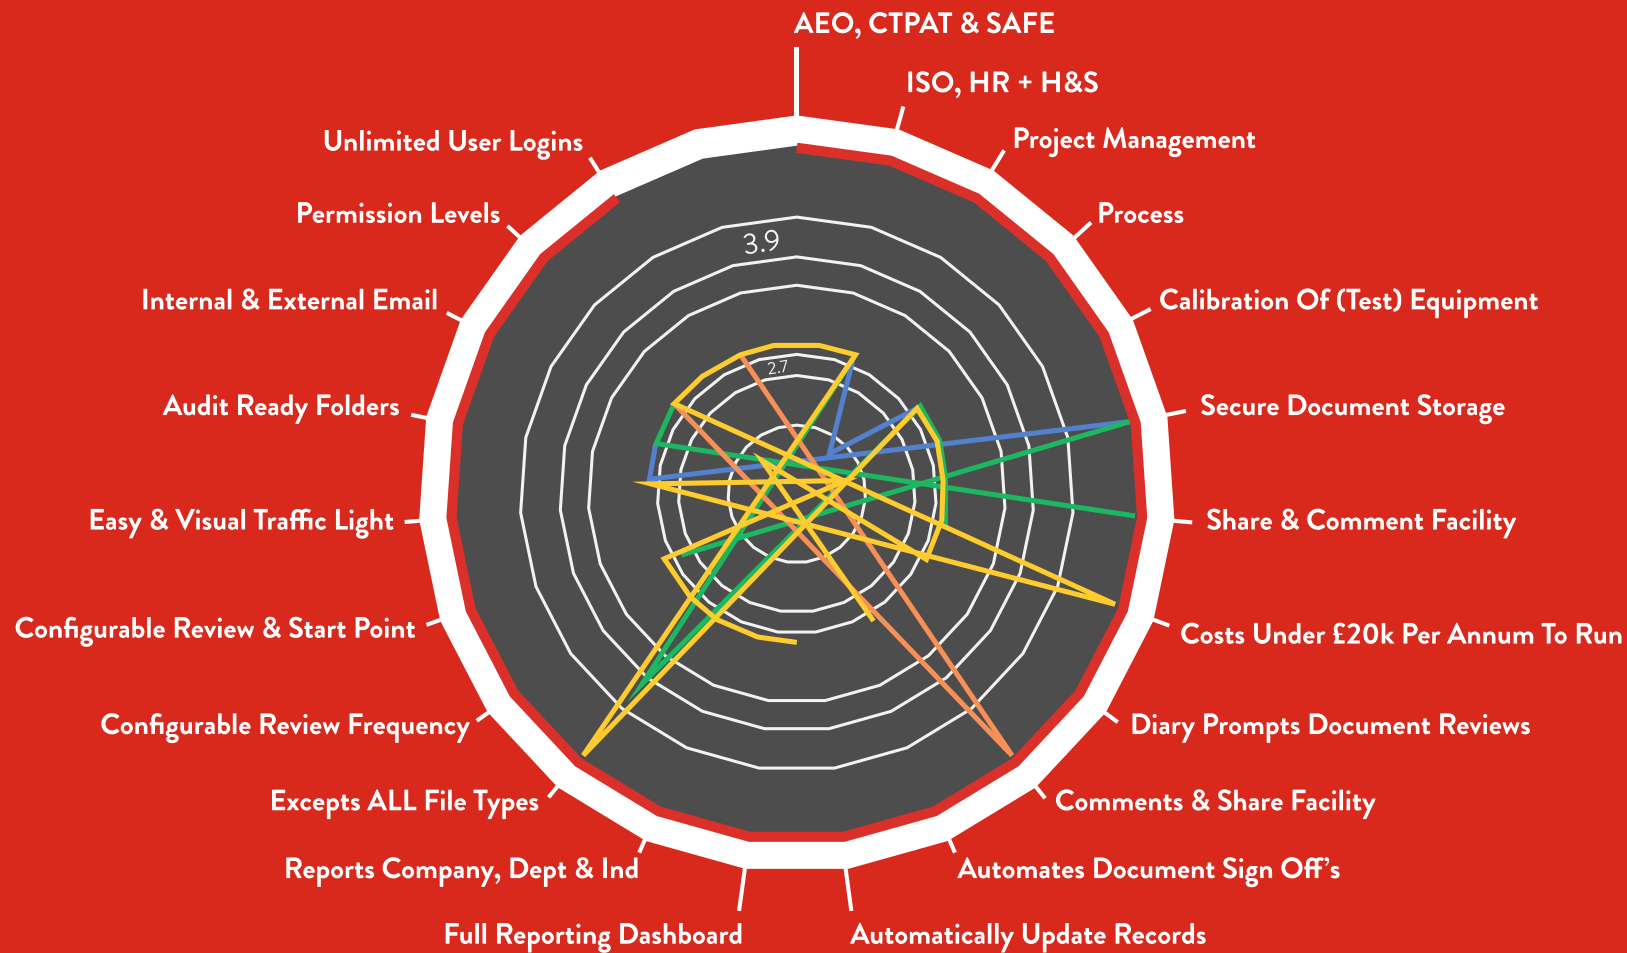 AEO, CTPAT & SAFE
ISO, HR + H&S
Project Management
Unlimited User Logins
Process
Permission Levels
3.9
Internal & External Email
Calibration Of (Test) Equipment
2.7
Audit Ready Folders
Secure Document Storage
Easy & Visual Traffic Light
Share & Comment Facility
Configurable Review & Start Point
Costs Under £20k Per Annum To Run
Configurable Review Frequency
Diary Prompts Document Reviews
Excepts ALL File Types
Comments & Share Facility
Reports Company, Dept & Ind
Automates Document Sign Off's
Full Reporting Dashboard
Automatically Update Records